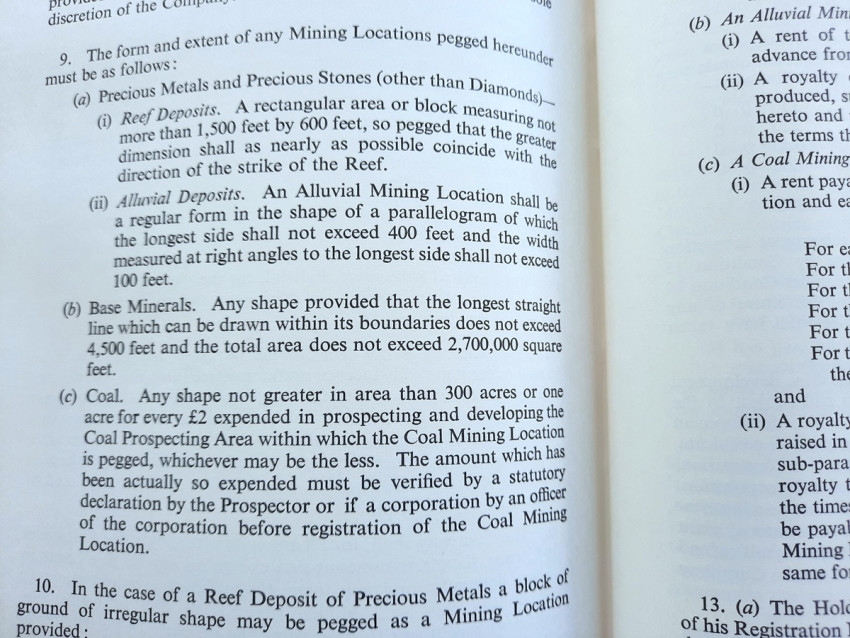 discretion of the
9. The form and extent of any Mining Locations pegged hereunder
must be as follows:
(a) Precious Metals and Precious Stones (other than Diamonds)—
(i) Reef Deposits. A rectangular area or block measuring not
more than 1,500 feet by 600 feet, so pegged that the greater
dimension shall as nearly as possible coincide with the
direction of the strike of the Reef.
(ii) Alluvial Deposits. An Alluvial Mining Location shall be
a regular form in the shape of a parallelogram of which
the longest side shall not exceed 400 feet and the width
measured at right angles to the longest side shall not exceed
100 feet.
(b) Base Minerals. Any shape provided that the longest straight
line which can be drawn within its boundaries does not exceed
4,500 feet and the total area does not exceed 2,700,000 square
feet.
(c) Coal. Any shape not greater in area than 300 acres or one
acre for every £2 expended in prospecting and developing the
Coal Prospecting Area within which the Coal Mining Location
is pegged, whichever may be the less. The amount which has
been actually so expended must be verified by a statutory
declaration by the Prospector or if a corporation by an officer
of the corporation before registration of the Coal Mining
Location.
10. In the case of a Reef Deposit of Precious Metals a block of
ground of irregular shape may be pegged as a Mining Location
provided:
(b) An Alluvial
(i) A rent of
advance
(ii) A royalty
produced,
hereto and
the terms
(c) A Coal Mining
(i) A rent
tion and
For
For
For
For
For
For
and
(ii) A royalty
raised in
sub-para
royalty
the
be
Mining
same
13. (a) The
of his Registration